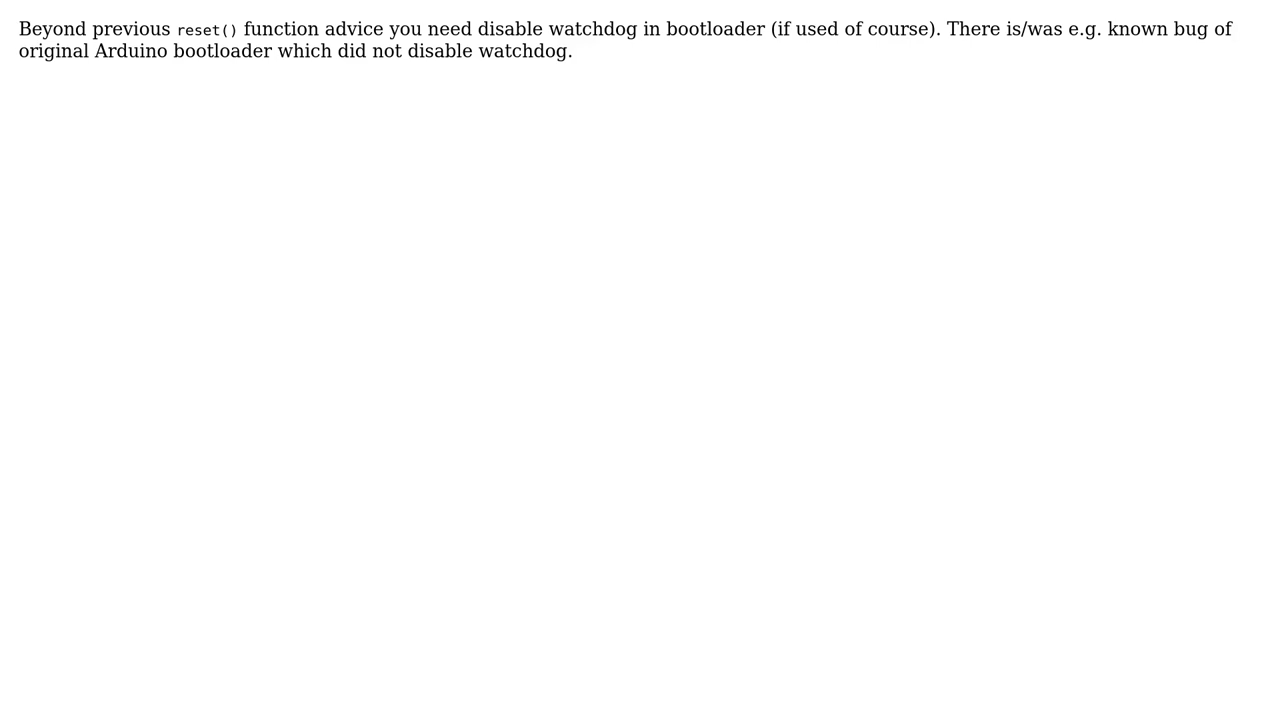 Beyond previous reset() function advice you need disable watchdog in bootloader (if used of course). There is/was e.g. known bug of
original Arduino bootloader which did not disable watchdog.